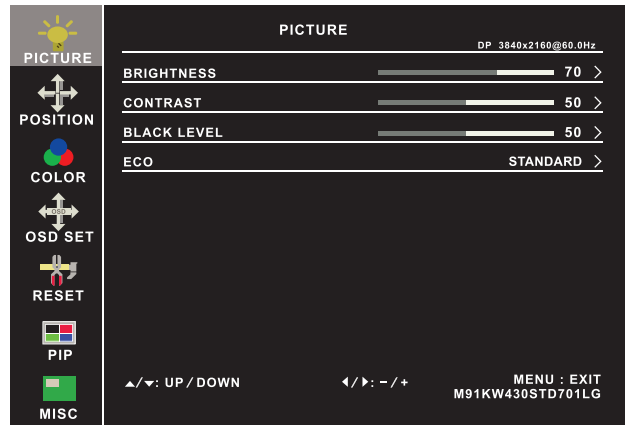 PICTURE
DP 3840x2160@60.0Hz
PICTURE
POSITION
COLOR
OSD
OSD SET
RESET
PIP
MISC
BRIGHTNESS 70
CONTRAST 50
BLACK LEVEL 50
ECO STANDARD
▲/▼: UP / DOWN
◀/▶: – / +
MENU : EXIT
M91KW430STD701LG